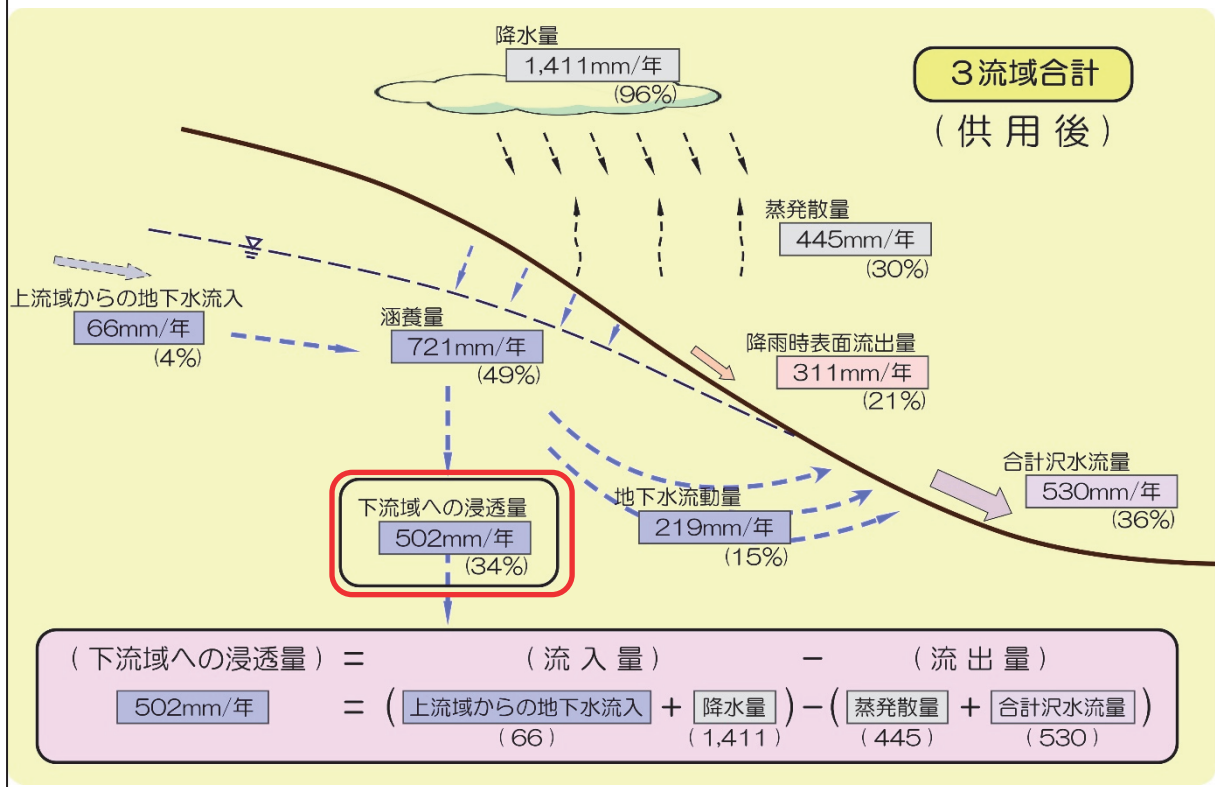 降水量
1,411mm/年
(96%)
3流域合計
(供用後)
蒸発散量
445mm/年
(30%)
上流域からの地下水流入
66mm/年
(4%)
涵養量
721mm/年
(49%)
降雨時表面流出量
311mm/年
(21%)
合計沢水流量
530mm/年
(36%)
下流域への浸透量
502mm/年
(34%)
地下水流動量
219mm/年
(15%)
(下流域への浸透量) = (流入量) − (流出量)
502mm/年 = (上流域からの地下水流入 + 降水量) − (蒸発散量 + 合計沢水流量)
(66) (1,411) (445) (530)